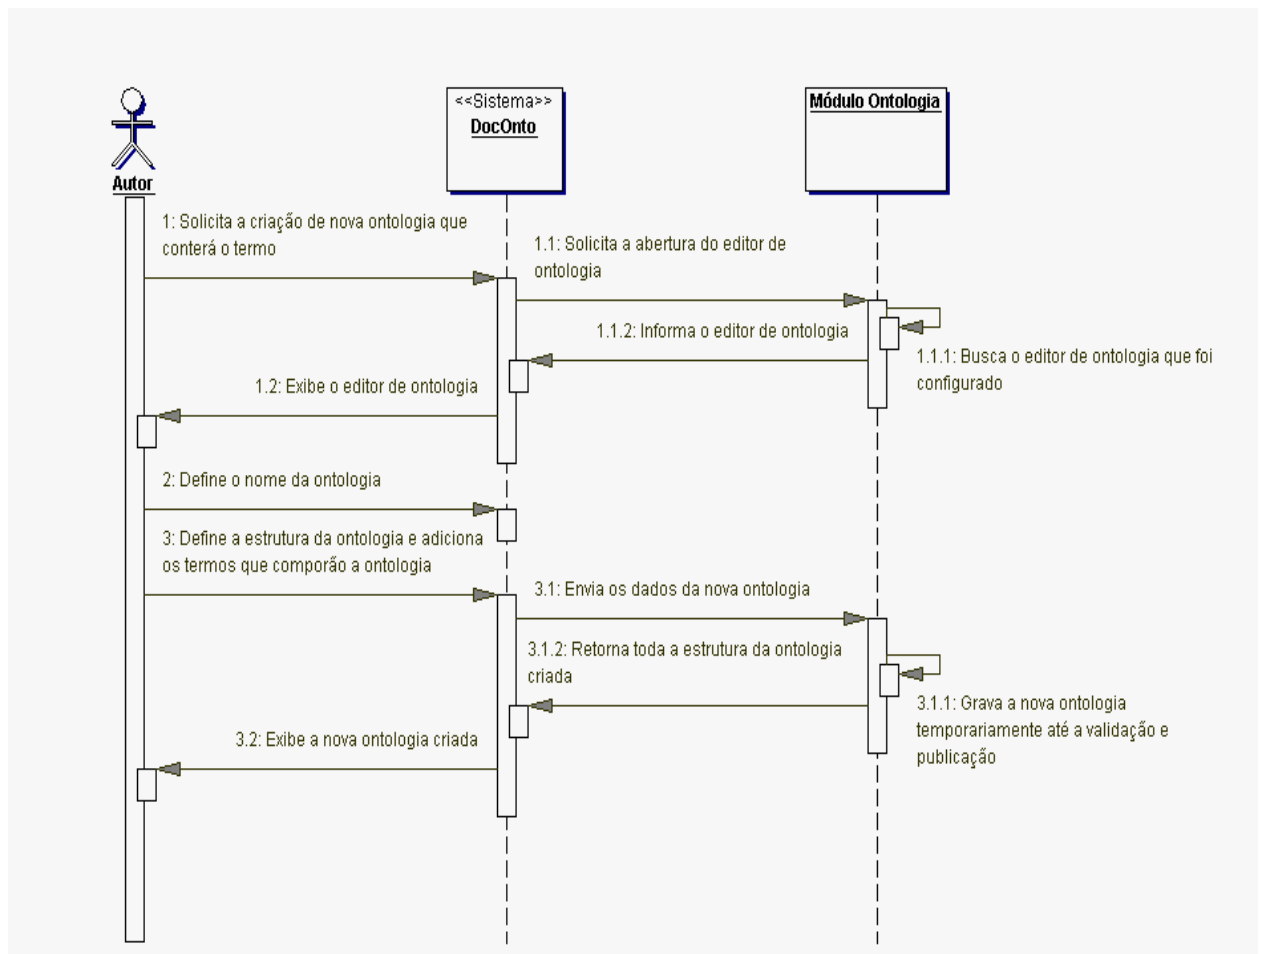 <<Sistema>>
DocOnto
Módulo Ontologia
Autor
1: Solicita a criação de nova ontologia que
conterá o termo
1.1: Solicita a abertura do editor de
ontologia
1.1.2: Informa o editor de ontologia
1.1.1: Busca o editor de ontologia que foi
configurado
1.2: Exibe o editor de ontologia
2: Define o nome da ontologia
3: Define a estrutura da ontologia e adiciona
os termos que comporão a ontologia
3.1: Envia os dados da nova ontologia
3.1.2: Retorna toda a estrutura da ontologia
criada
3.1.1: Grava a nova ontologia
temporariamente até a validação e
publicação
3.2: Exibe a nova ontologia criada